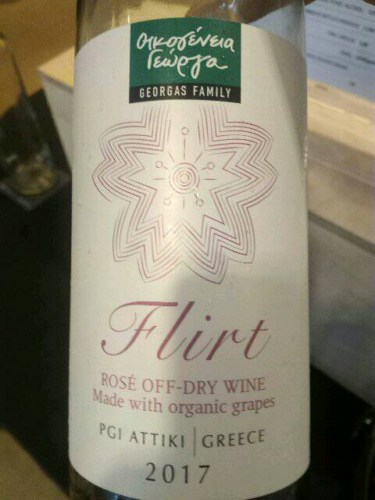 Οικογένεια
Γεώργα
GEORGAS FAMILY
Flirt
ROSÉ OFF-DRY WINE
Made with organic grapes
PGI ATTIKI | GREECE
2017